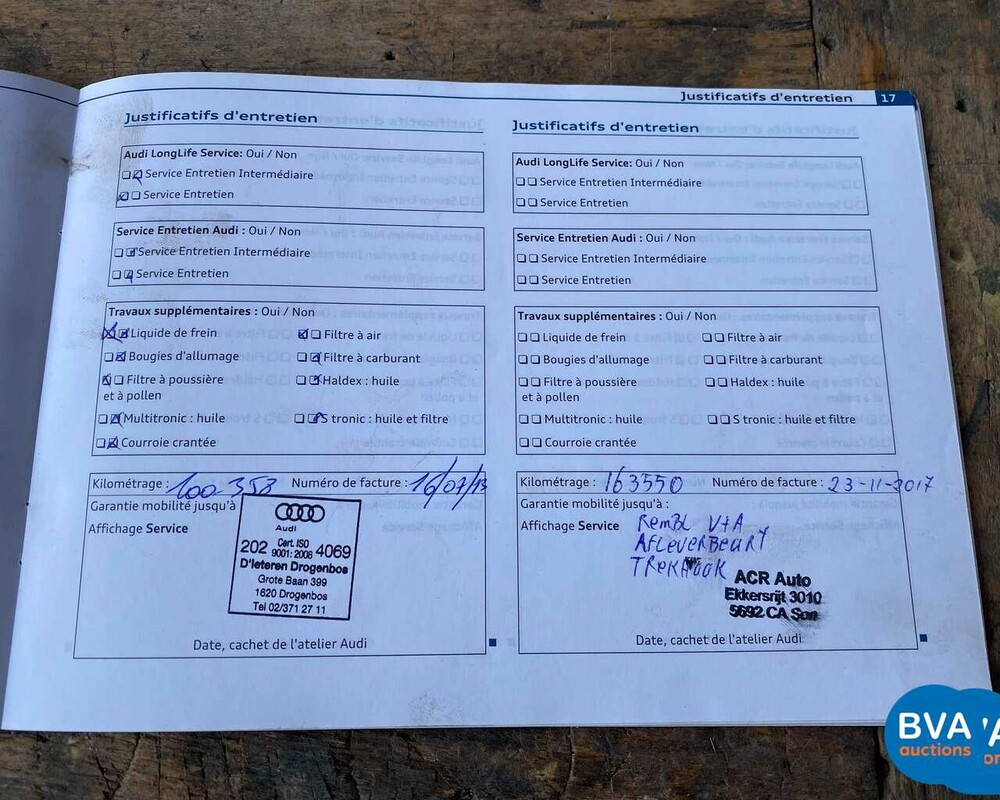 Justificatifs d'entretien 17
Justificatifs d'entretien
Audi LongLife Service: Oui / Non
Service Entretien Intermédiaire
Service Entretien
Service Entretien Audi : Oui / Non
Service Entretien Intermédiaire
Service Entretien
Travaux supplémentaires : Oui / Non
Liquide de frein Filtre à air
Bougies d'allumage Filtre à carburant
Filtre à poussière Haldex : huile
et à pollen
Multitronic : huile S tronic : huile et filtre
Courroie crantée
Kilométrage : 100.358 Numéro de facture : 16/07/13
Garantie mobilité jusqu'à
Affichage Service
Audi
Cert. ISO
202 9001: 2008 4069
D'Ieteren Drogenbos
Grote Baan 399
1620 Drogenbos
Tel 02/371 27 11
Date, cachet de l'atelier Audi
Justificatifs d'entretien
Audi LongLife Service: Oui / Non
Service Entretien Intermédiaire
Service Entretien
Service Entretien Audi : Oui / Non
Service Entretien Intermédiaire
Service Entretien
Travaux supplémentaires : Oui / Non
Liquide de frein Filtre à air
Bougies d'allumage Filtre à carburant
Filtre à poussière Haldex : huile
et à pollen
Multitronic : huile S tronic : huile et filtre
Courroie crantée
Kilométrage : 163550 Numéro de facture : 23-11-2017
Garantie mobilité jusqu'à :
Affichage Service
RemBL V+A
AFLeverBeurt
TRekHaak
ACR Auto
Ekkersrijt 3010
5692 CA Son
Date, cachet de l'atelier Audi
BVA
auctions